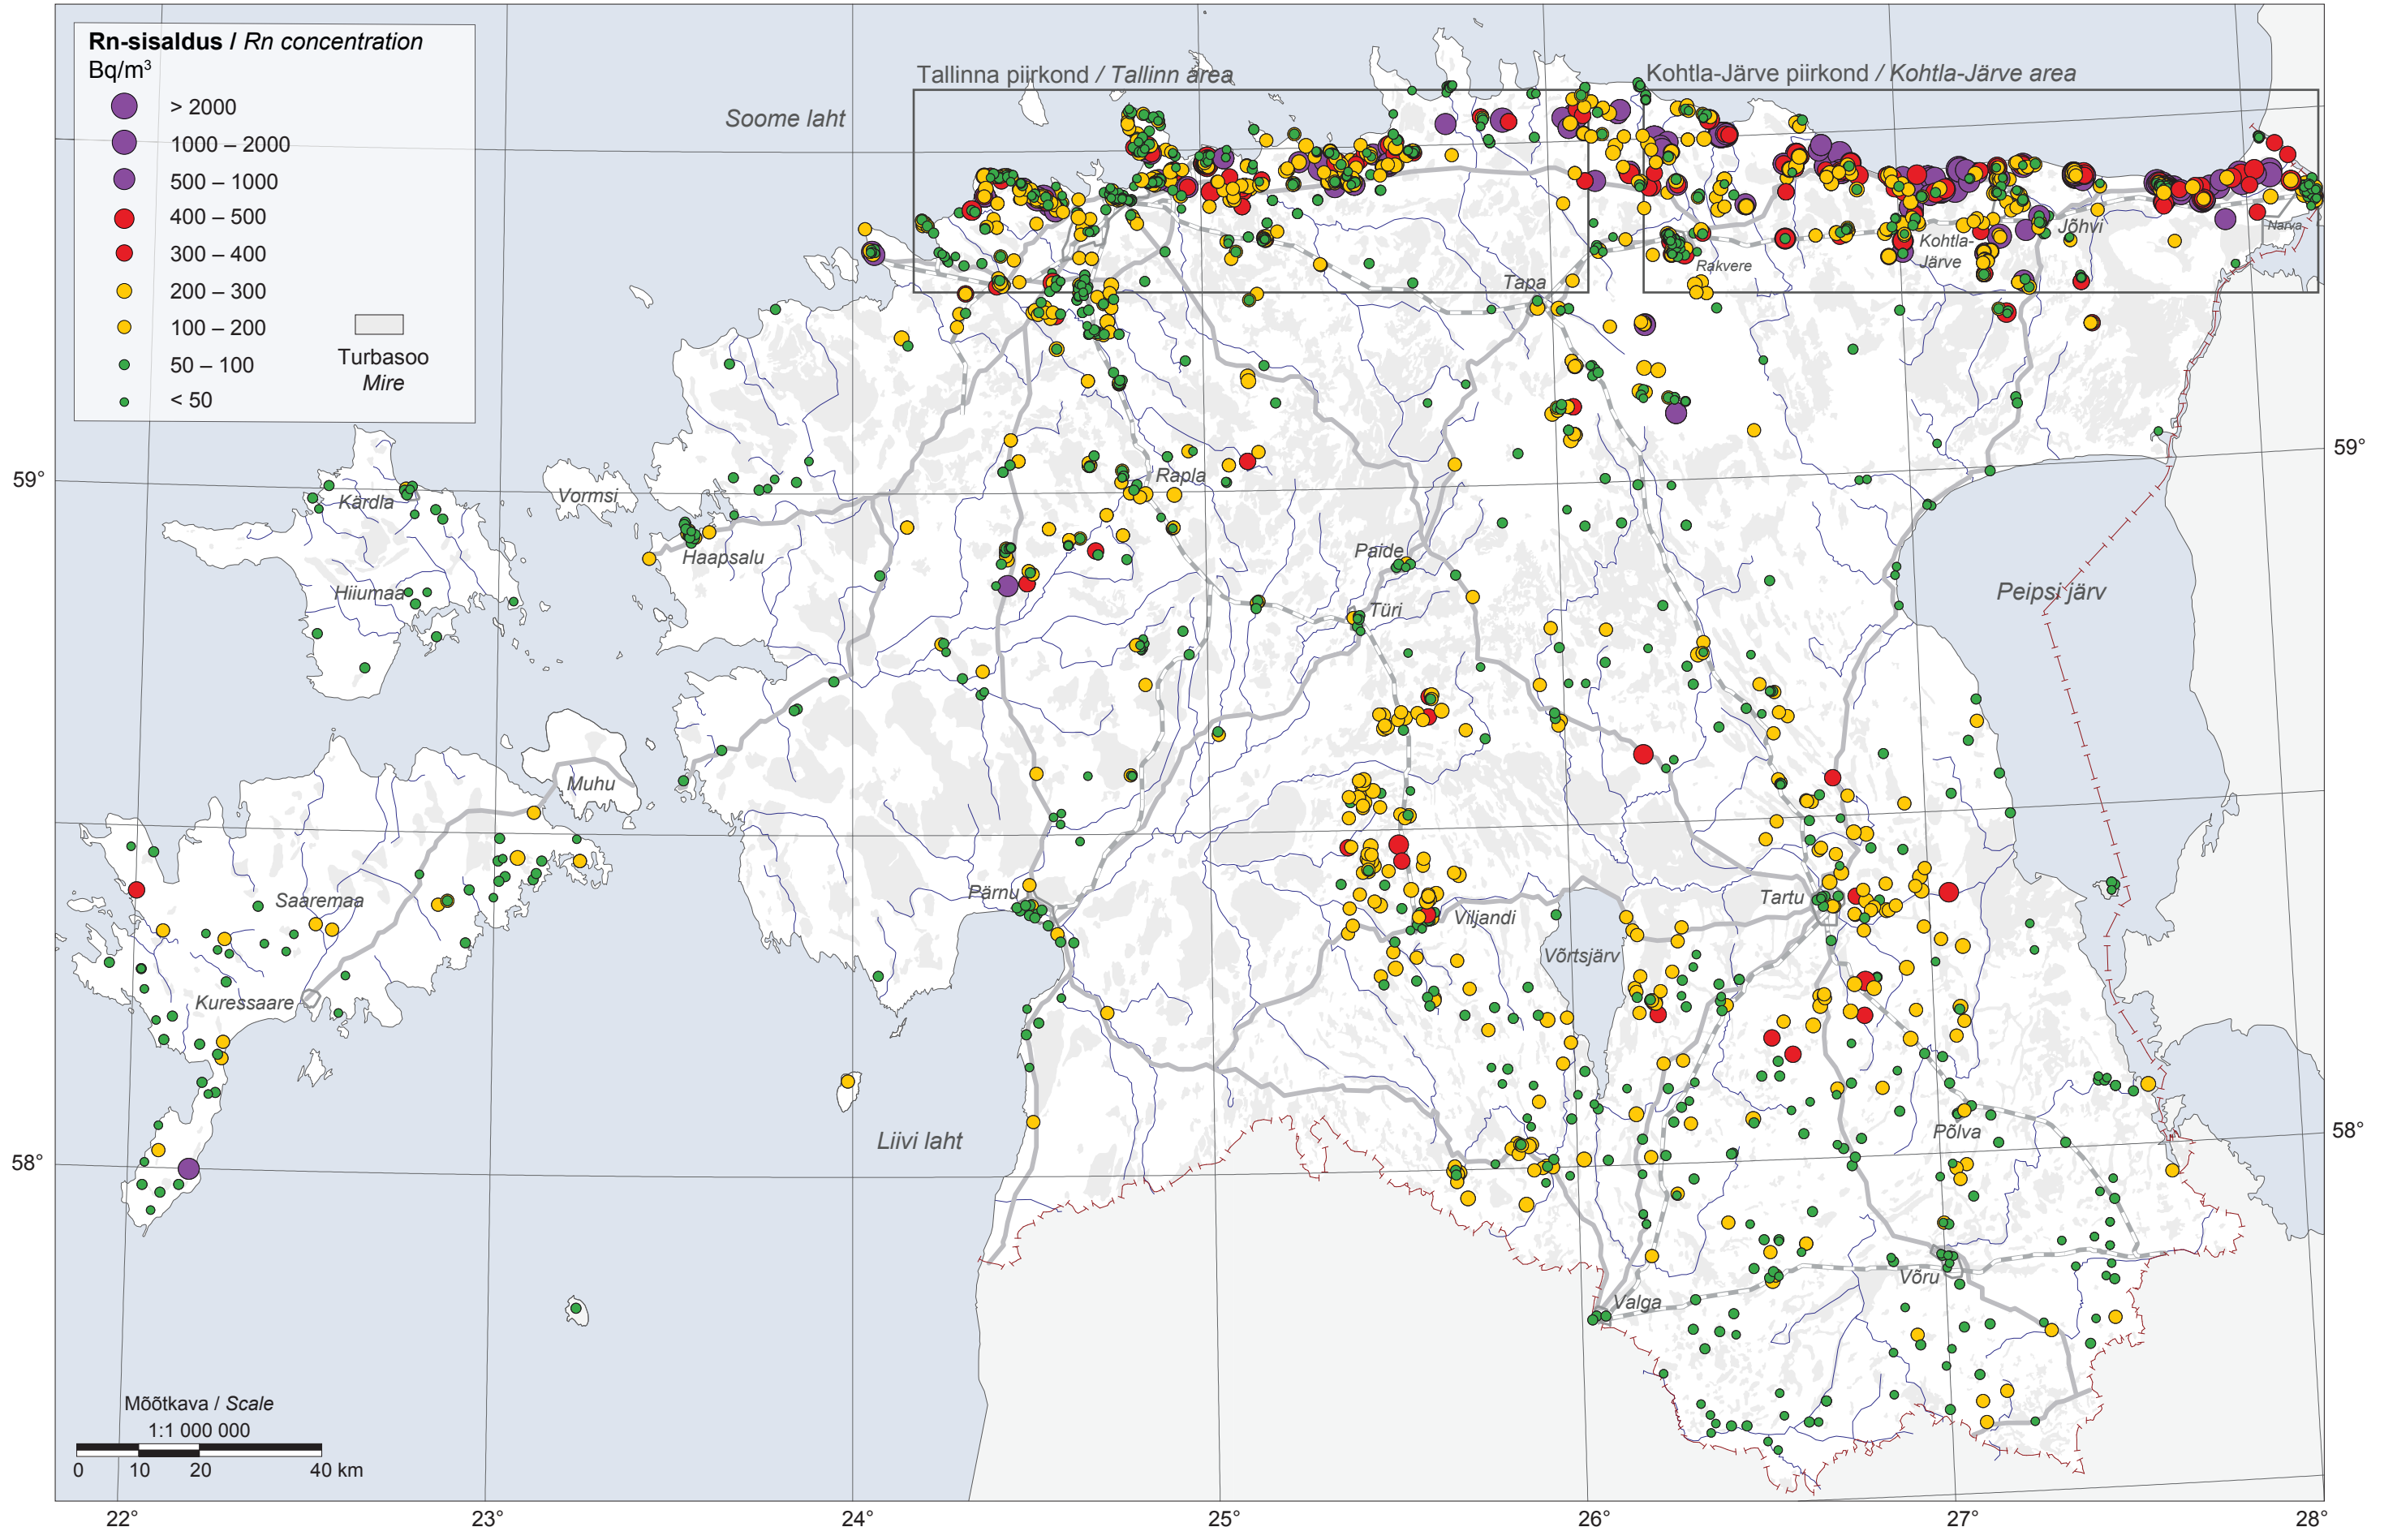 Rn-sisaldus / Rn concentration
Bq/m³
> 2000
1000 – 2000
500 – 1000
400 – 500
300 – 400
200 – 300
100 – 200
50 – 100
< 50
Turbasoo
Mire
Tallinna piirkond / Tallinn area
Kohtla-Järve piirkond / Kohtla-Järve area
Soome laht
Narva
Jõhvi
Kohtla-
Järve
Rakvere
Tapa
59°
59°
Rapla
Kärdla
Vormsi
Haapsalu
Paide
Hiiumaa
Peipsi järv
Türi
Muhu
Pärnu
Saaremaa
Tartu
Viljandi
Võrtsjärv
Kuressaare
Põlva
58°
58°
Liivi laht
Võru
Valga
Mõõtkava / Scale
1:1 000 000
0 10 20 40 km
22° 23° 24° 25° 26° 27° 28°